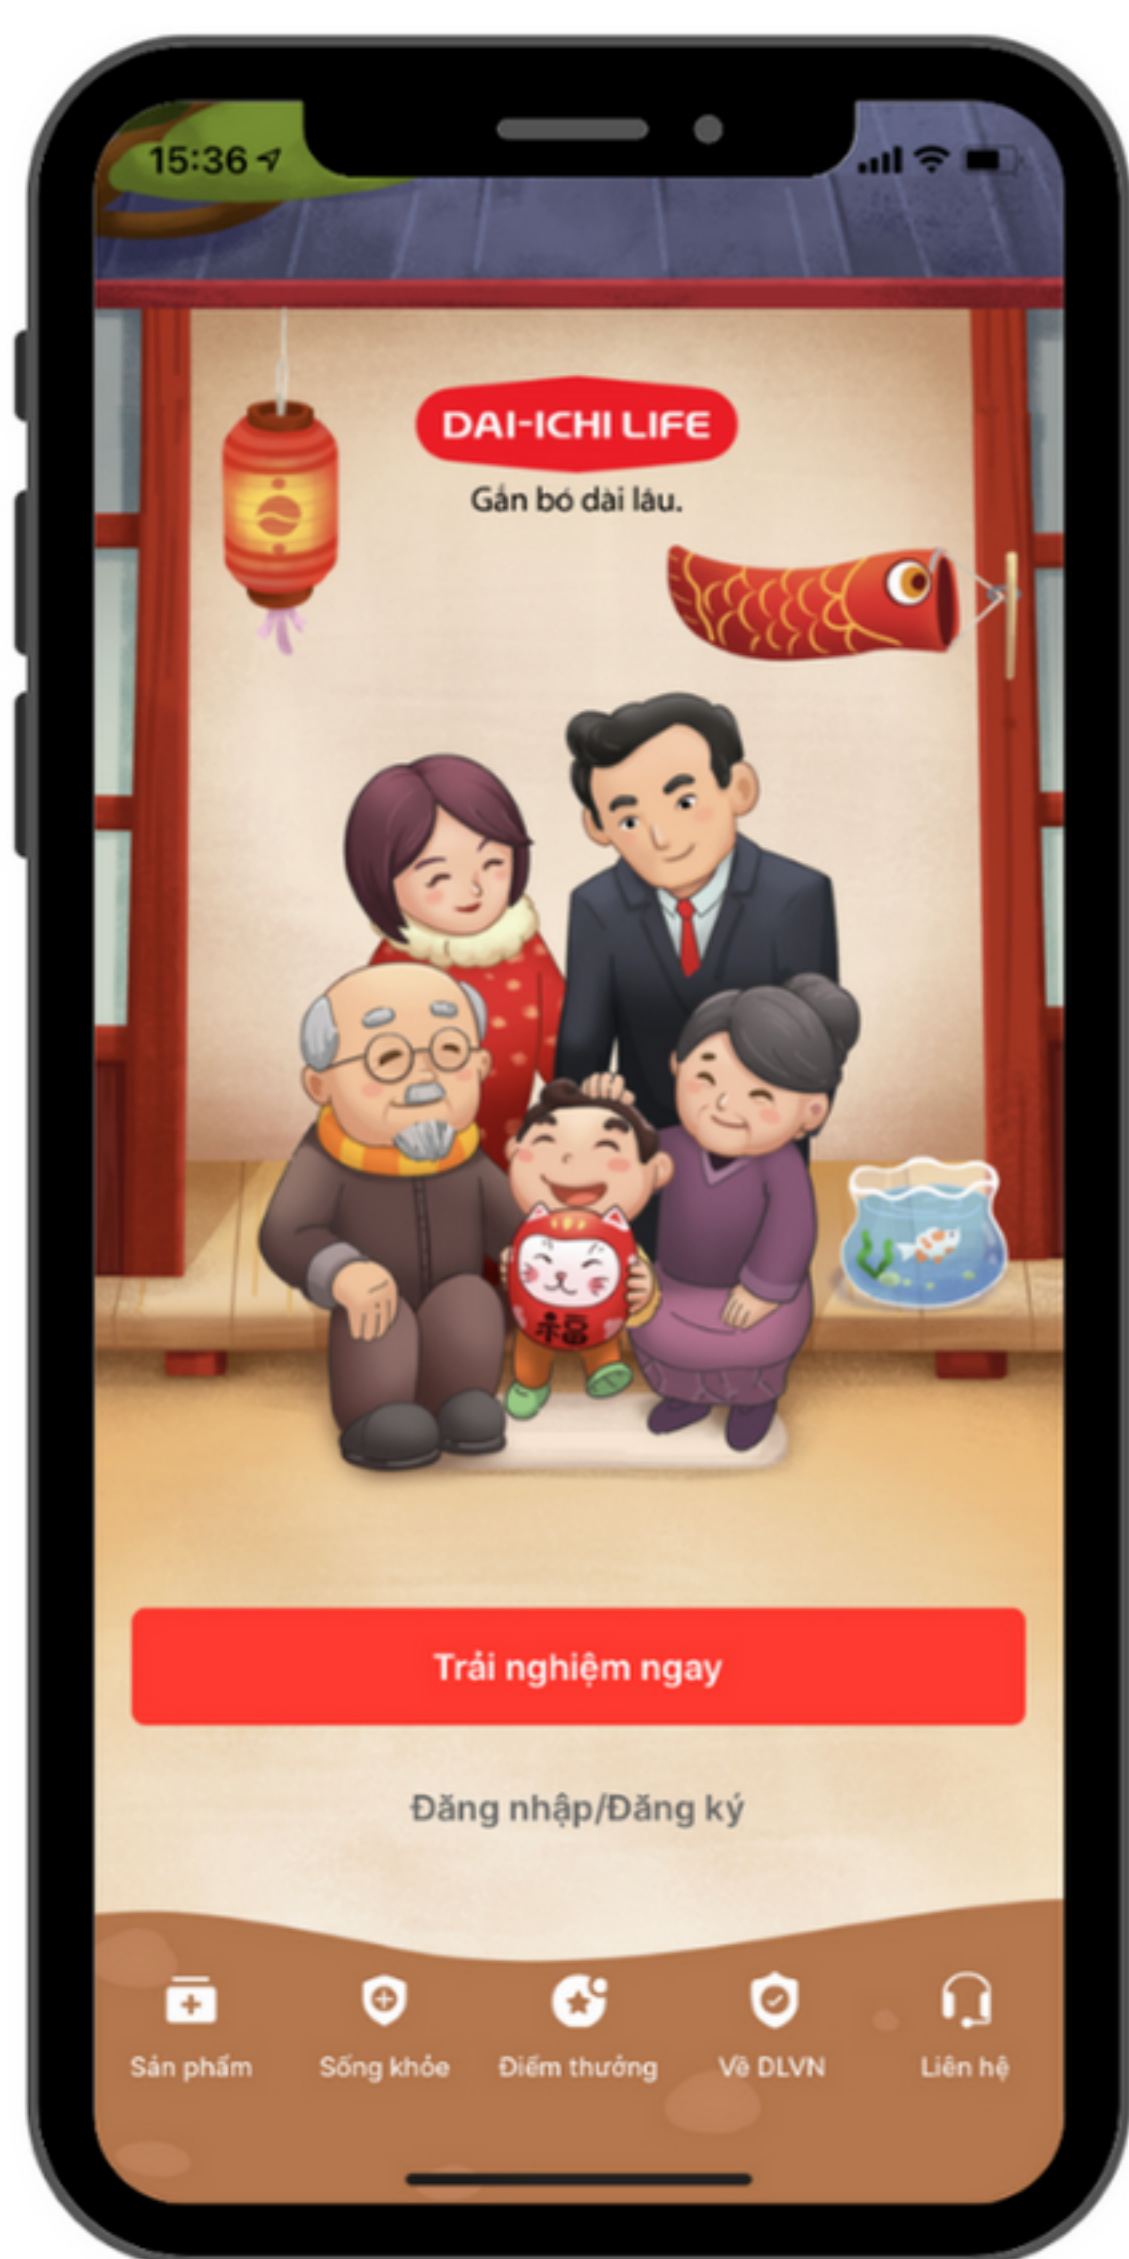 15:36
DAI-ICHI LIFE
Gắn bó dài lâu.
福
Trải nghiệm ngay
Đăng nhập/Đăng ký
Sản phẩm
Sống khỏe
Điểm thưởng
Về DLVN
Liên hệ